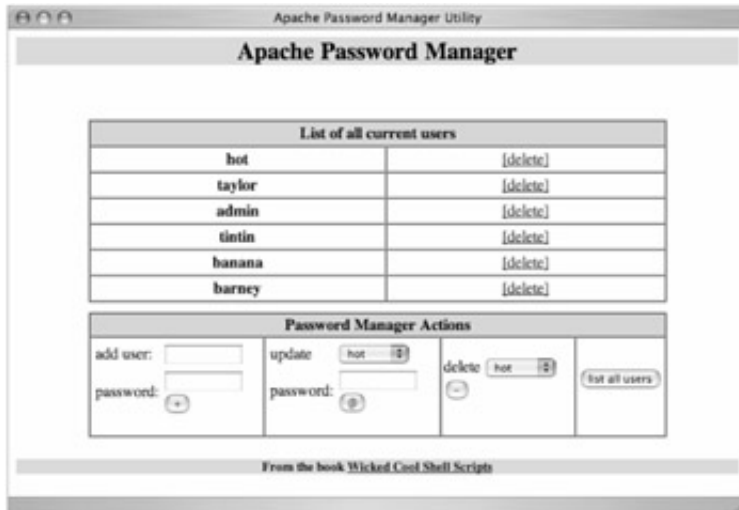 Apache Password Manager Utility
Apache Password Manager
List of all current users
hot [delete]
taylor [delete]
admin [delete]
tintin [delete]
banana [delete]
barney [delete]
Password Manager Actions
add user:
password:
+
update hot
password:
@
delete hot
-
list all users
From the book Wicked Cool Shell Scripts